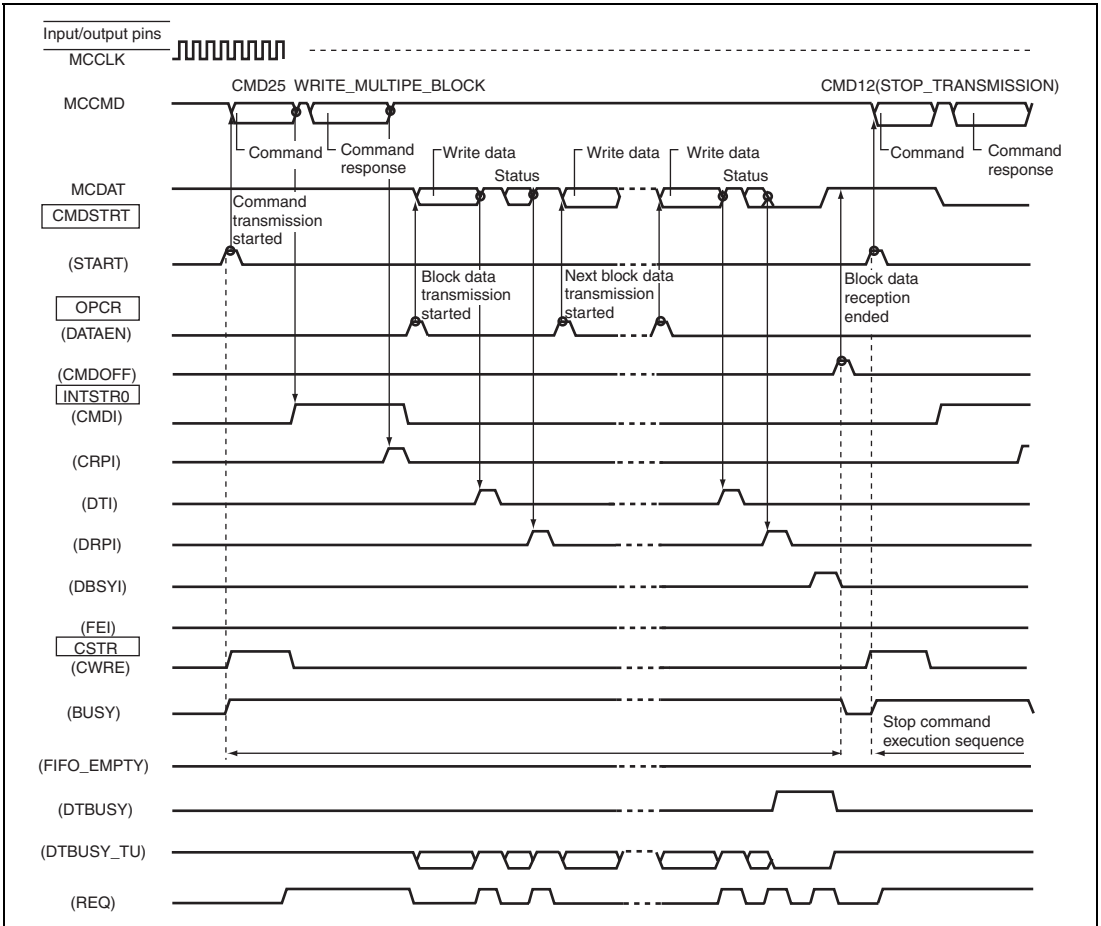 Input/output pins
MCCLK
CMD25 WRITE_MULTIPE_BLOCK
CMD12(STOP_TRANSMISSION)
MCCMD
Command
Command
response
Command
Command
response
Write data
Status
Write data
Write data
Status
MCDAT
CMDSTRT
Command
transmission
started
(START)
Block data
transmission
started
Next block data
transmission
started
Block data
reception
ended
OPCR
(DATAEN)
(CMDOFF)
INTSTR0
(CMDI)
(CRPI)
(DTI)
(DRPI)
(DBSYI)
(FEI)
CSTR
(CWRE)
(BUSY)
Stop command
execution sequence
(FIFO_EMPTY)
(DTBUSY)
(DTBUSY_TU)
(REQ)